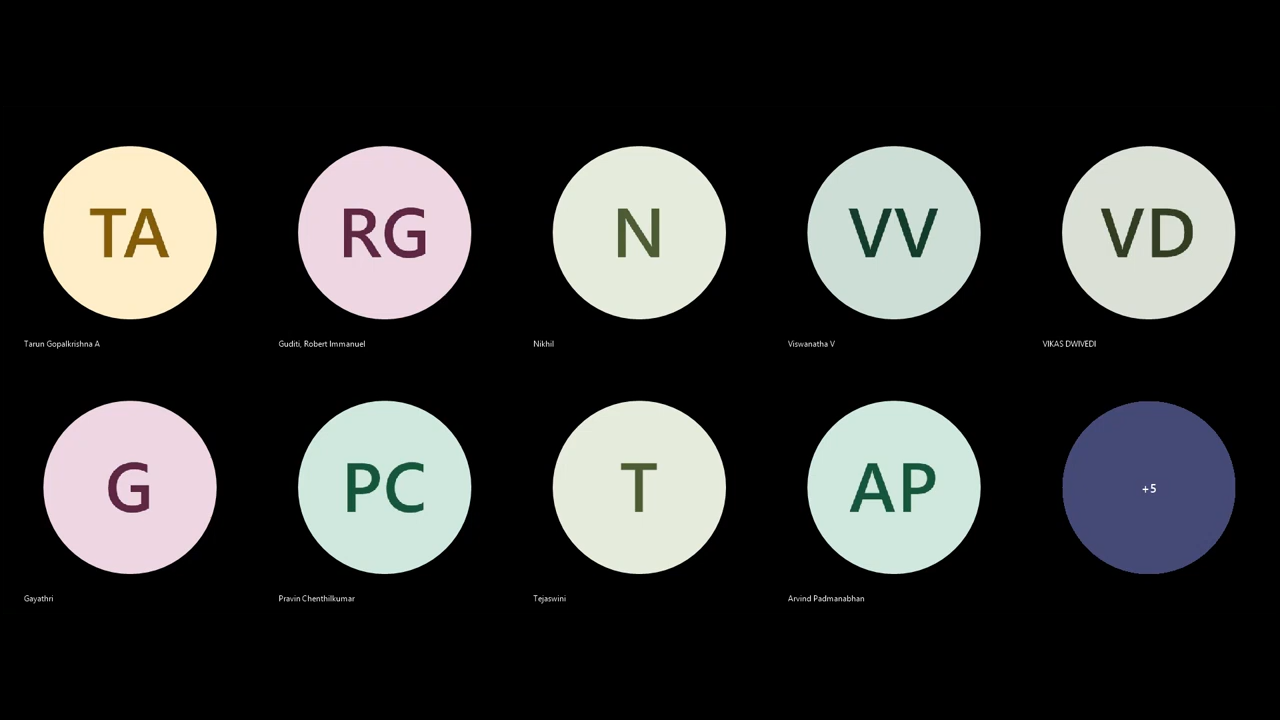 TA
RG
N
VV
VD
Tarun Gopalkrishna A
Guditi, Robert Immanuel
Nikhil
Viswanatha V
VIKAS DWIVEDI
G
PC
T
AP
+5
Gayathri
Pravin Chenthilkumar
Tejaswini
Arvind Padmanabhan